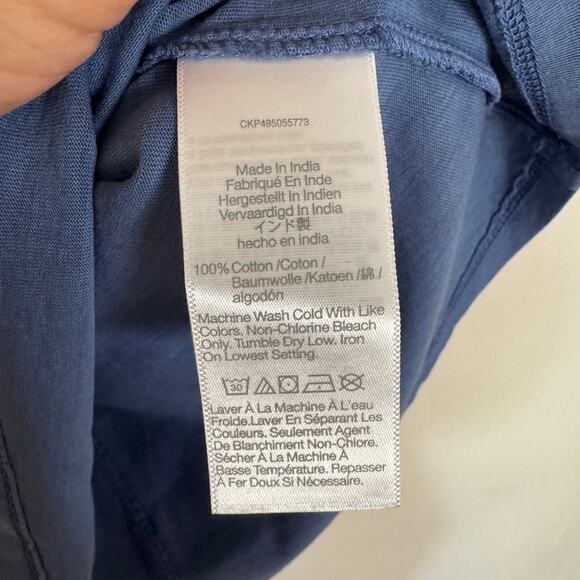 CKP495055773
Made In India
Fabriqué En Inde
Hergestellt In Indien
Vervaardigd In India
インド製
hecho en india
100% Cotton /Coton /
Baumwolle /Katoen /綿 /
algodón
Machine Wash Cold With Like
Colors. Non-Chlorine Bleach
Only. Tumble Dry Low. Iron
On Lowest Setting.
30
Laver À La Machine À L'eau
Froide.Laver En Séparant Les
Couleurs. Seulement Agent
De Blanchiment Non-Chlore.
Sécher À La Machine À
Basse Température. Repasser
À Fer Doux Si Nécessaire.